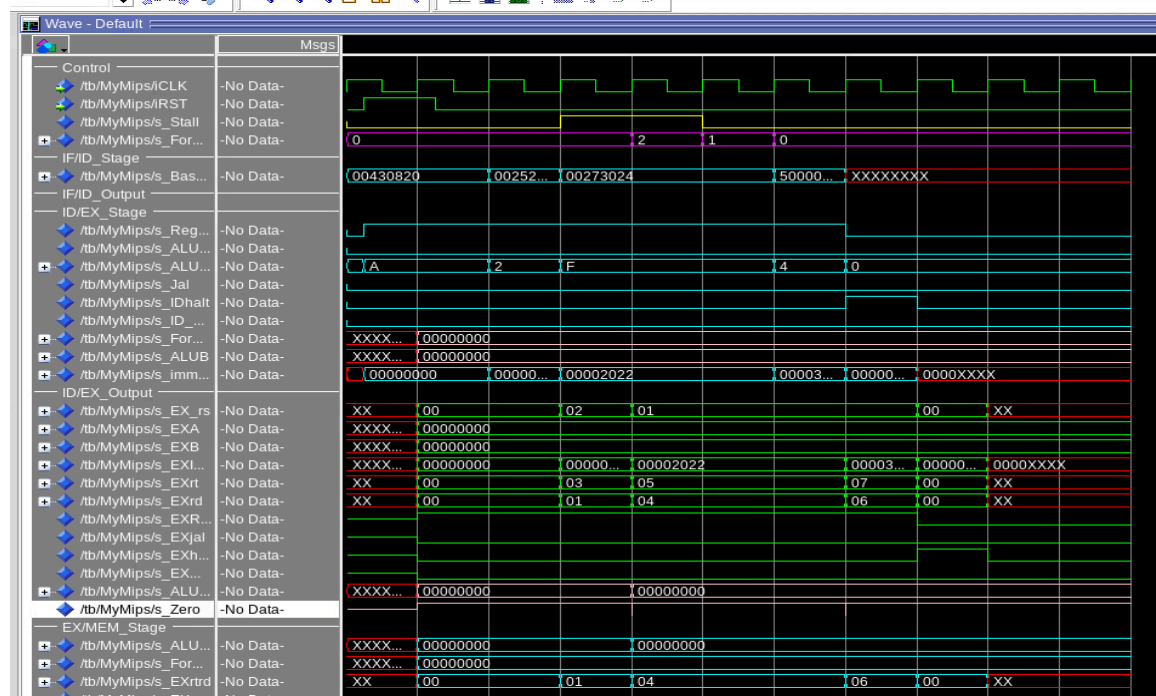 Wave - Default
Msgs
Control
/tb/MyMips/iCLK -No Data-
/tb/MyMips/iRST -No Data-
/tb/MyMips/s_Stall -No Data-
/tb/MyMips/s_For... -No Data- 0 2 1 0
IF/ID_Stage
/tb/MyMips/s_Bas... -No Data- 00430820 00252... 00273024 50000... XXXXXXXX
IF/ID_Output
ID/EX_Stage
/tb/MyMips/s_Reg... -No Data-
/tb/MyMips/s_ALU... -No Data-
/tb/MyMips/s_ALU... -No Data- A 2 F 4 0
/tb/MyMips/s_Jal -No Data-
/tb/MyMips/s_IDhalt -No Data-
/tb/MyMips/s_ID_... -No Data-
/tb/MyMips/s_For... -No Data- XXXX... 00000000
/tb/MyMips/s_ALUB -No Data- XXXX... 00000000
/tb/MyMips/s_imm... -No Data- 00000000 00000... 00002022 00003... 00000... 0000XXXX
ID/EX_Output
/tb/MyMips/s_EX_rs -No Data- XX 00 02 01 00 XX
/tb/MyMips/s_EXA -No Data- XXXX... 00000000
/tb/MyMips/s_EXB -No Data- XXXX... 00000000
/tb/MyMips/s_EXI... -No Data- XXXX... 00000000 00000... 00002022 00003... 00000... 0000XXXX
/tb/MyMips/s_EXrt -No Data- XX 00 03 05 07 00 XX
/tb/MyMips/s_EXrd -No Data- XX 00 01 04 06 00 XX
/tb/MyMips/s_EXR... -No Data-
/tb/MyMips/s_EXjal -No Data-
/tb/MyMips/s_EXh... -No Data-
/tb/MyMips/s_EX... -No Data-
/tb/MyMips/s_ALU... -No Data- XXXX... 00000000 00000000
/tb/MyMips/s_Zero -No Data-
EX/MEM_Stage
/tb/MyMips/s_ALU... -No Data- XXXX... 00000000 00000000
/tb/MyMips/s_For... -No Data- XXXX... 00000000
/tb/MyMips/s_EXrtrd -No Data- XX 00 01 04 06 00 XX